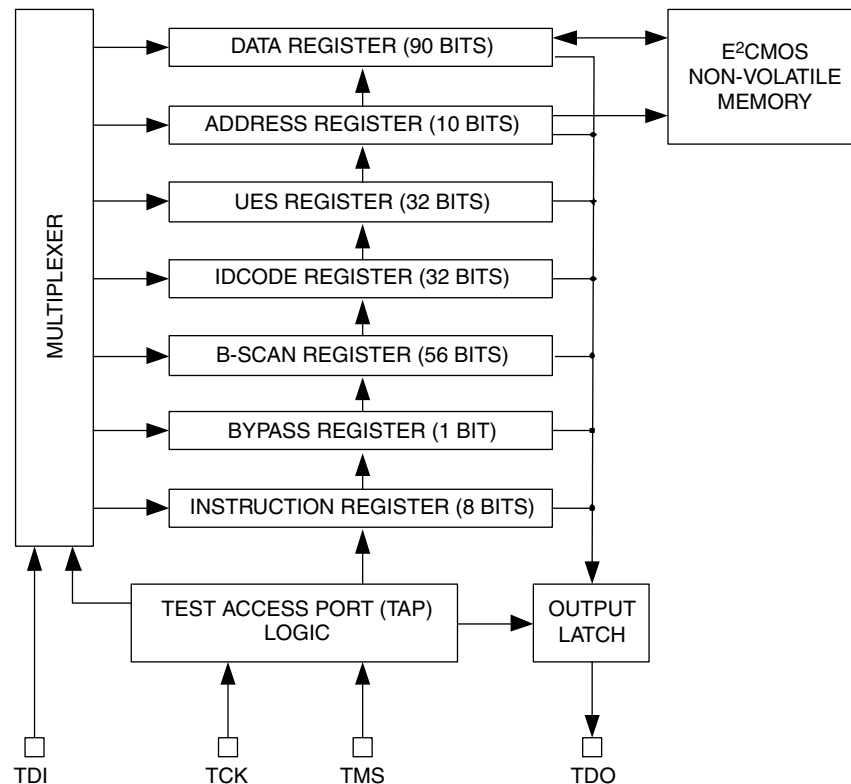 DATA REGISTER (90 BITS)
E²CMOS
NON-VOLATILE
MEMORY
ADDRESS REGISTER (10 BITS)
UES REGISTER (32 BITS)
MULTIPLEXER
IDCODE REGISTER (32 BITS)
B-SCAN REGISTER (56 BITS)
BYPASS REGISTER (1 BIT)
INSTRUCTION REGISTER (8 BITS)
TEST ACCESS PORT (TAP)
LOGIC
OUTPUT
LATCH
TDI
TCK
TMS
TDO